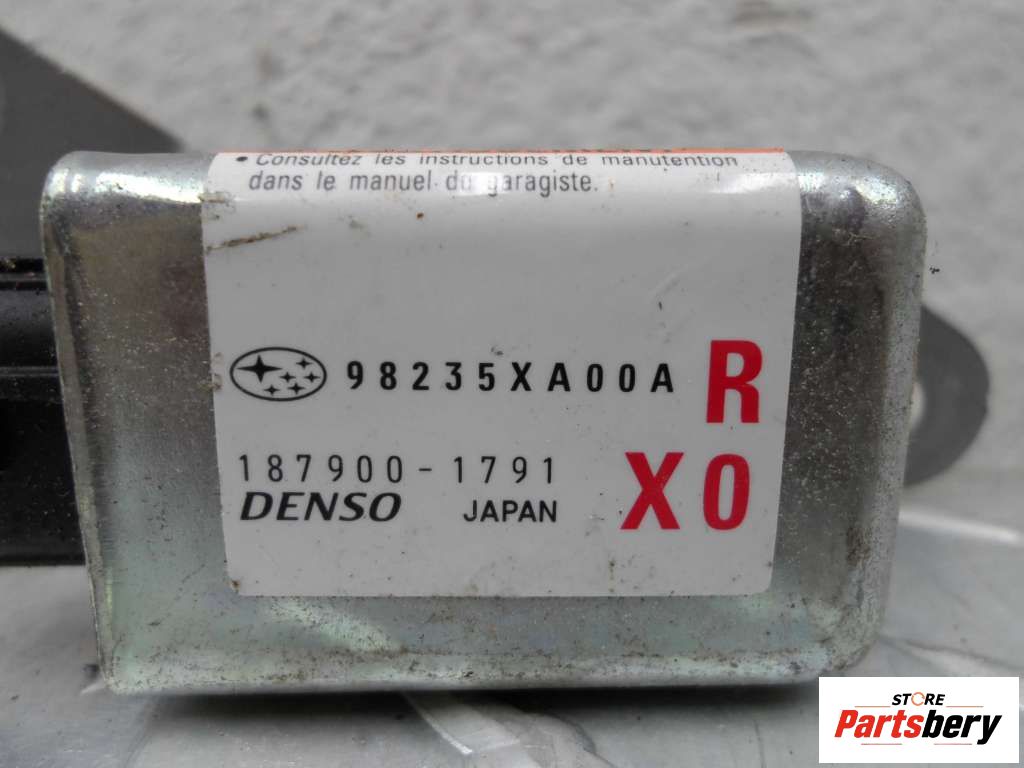 • Consultez les instructions de manutention
dans le manuel du garagiste.
98235XA00A R
187900-1791
DENSO JAPAN X0
STORE
Partsbery